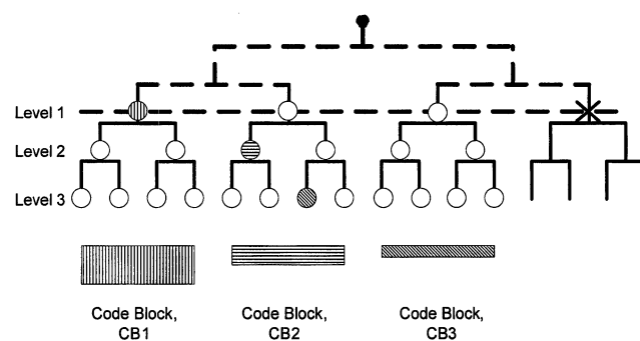 Level 1
Level 2
Level 3
Code Block, CB1
Code Block, CB2
Code Block, CB3